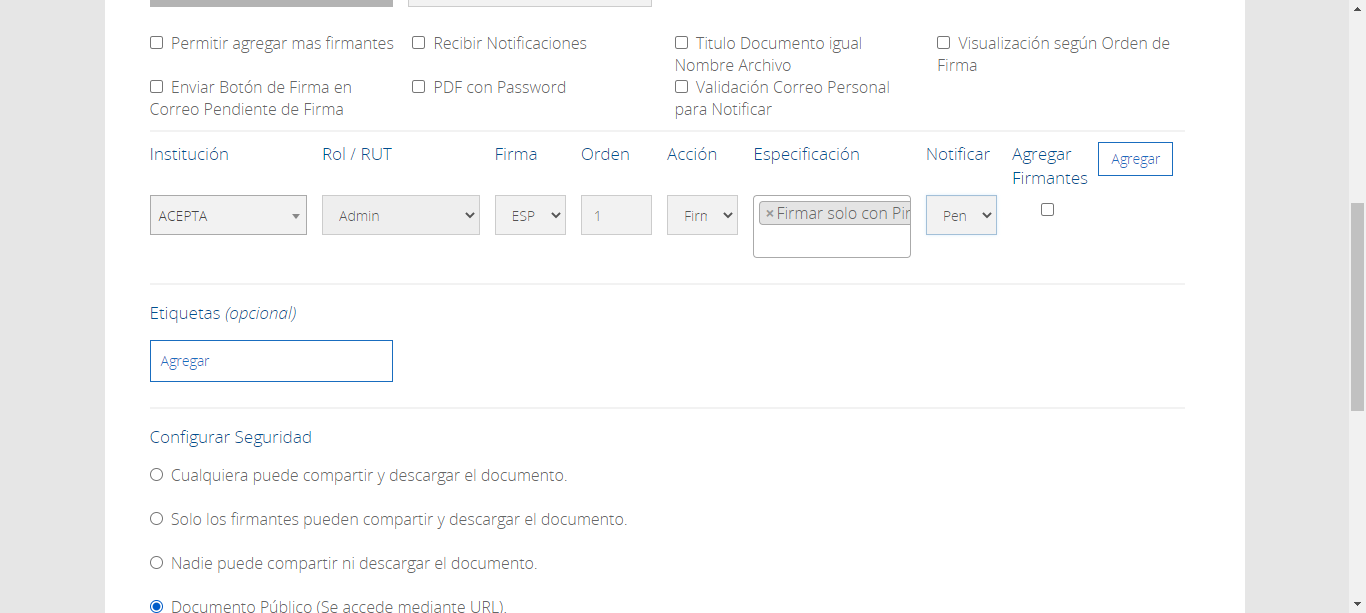 Permitir agregar mas firmantes
Recibir Notificaciones
Titulo Documento igual
Nombre Archivo
Visualización según Orden de
Firma
Enviar Botón de Firma en
Correo Pendiente de Firma
PDF con Password
Validación Correo Personal
para Notificar
Institución
Rol / RUT
Firma
Orden
Acción
Especificación
Notificar
Agregar
Firmantes
Agregar
ACEPTA
Admin
ESP
1
Firn
×Firmar solo con Pin
Pen
Etiquetas (opcional)
Agregar
Configurar Seguridad
Cualquiera puede compartir y descargar el documento.
Solo los firmantes pueden compartir y descargar el documento.
Nadie puede compartir ni descargar el documento.
Documento Público (Se accede mediante URL).